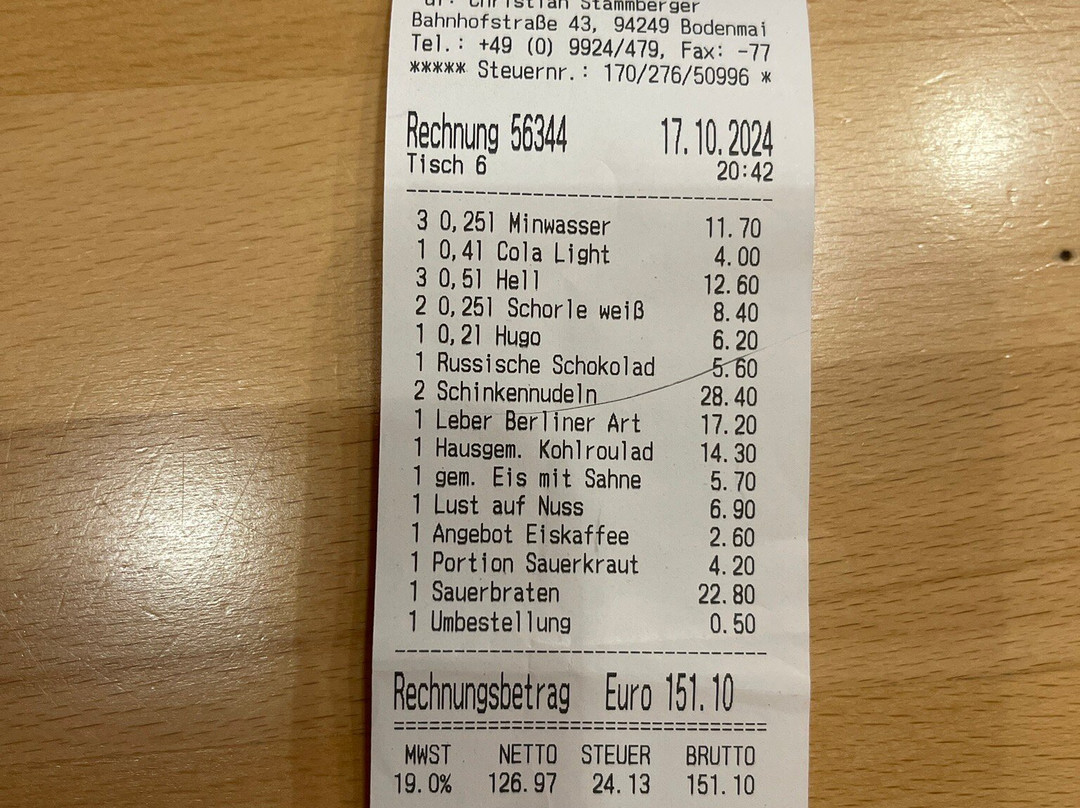 Christian Stammberger
Bahnhofstraße 43, 94249 Bodenmai
Tel.: +49 (0) 9924/479, Fax: -77
***** Steuernr.: 170/276/50996 *
Rechnung 56344 17.10.2024
Tisch 6 20:42
3 0,25l Minwasser 11.70
1 0,4l Cola Light 4.00
3 0,5l Hell 12.60
2 0,25l Schorle weiß 8.40
1 0,2l Hugo 6.20
1 Russische Schokolad 5.60
2 Schinkennudeln 28.40
1 Leber Berliner Art 17.20
1 Hausgem. Kohlroulad 14.30
1 gem. Eis mit Sahne 5.70
1 Lust auf Nuss 6.90
1 Angebot Eiskaffee 2.60
1 Portion Sauerkraut 4.20
1 Sauerbraten 22.80
1 Umbestellung 0.50
Rechnungsbetrag Euro 151.10
MWST NETTO STEUER BRUTTO
19.0% 126.97 24.13 151.10